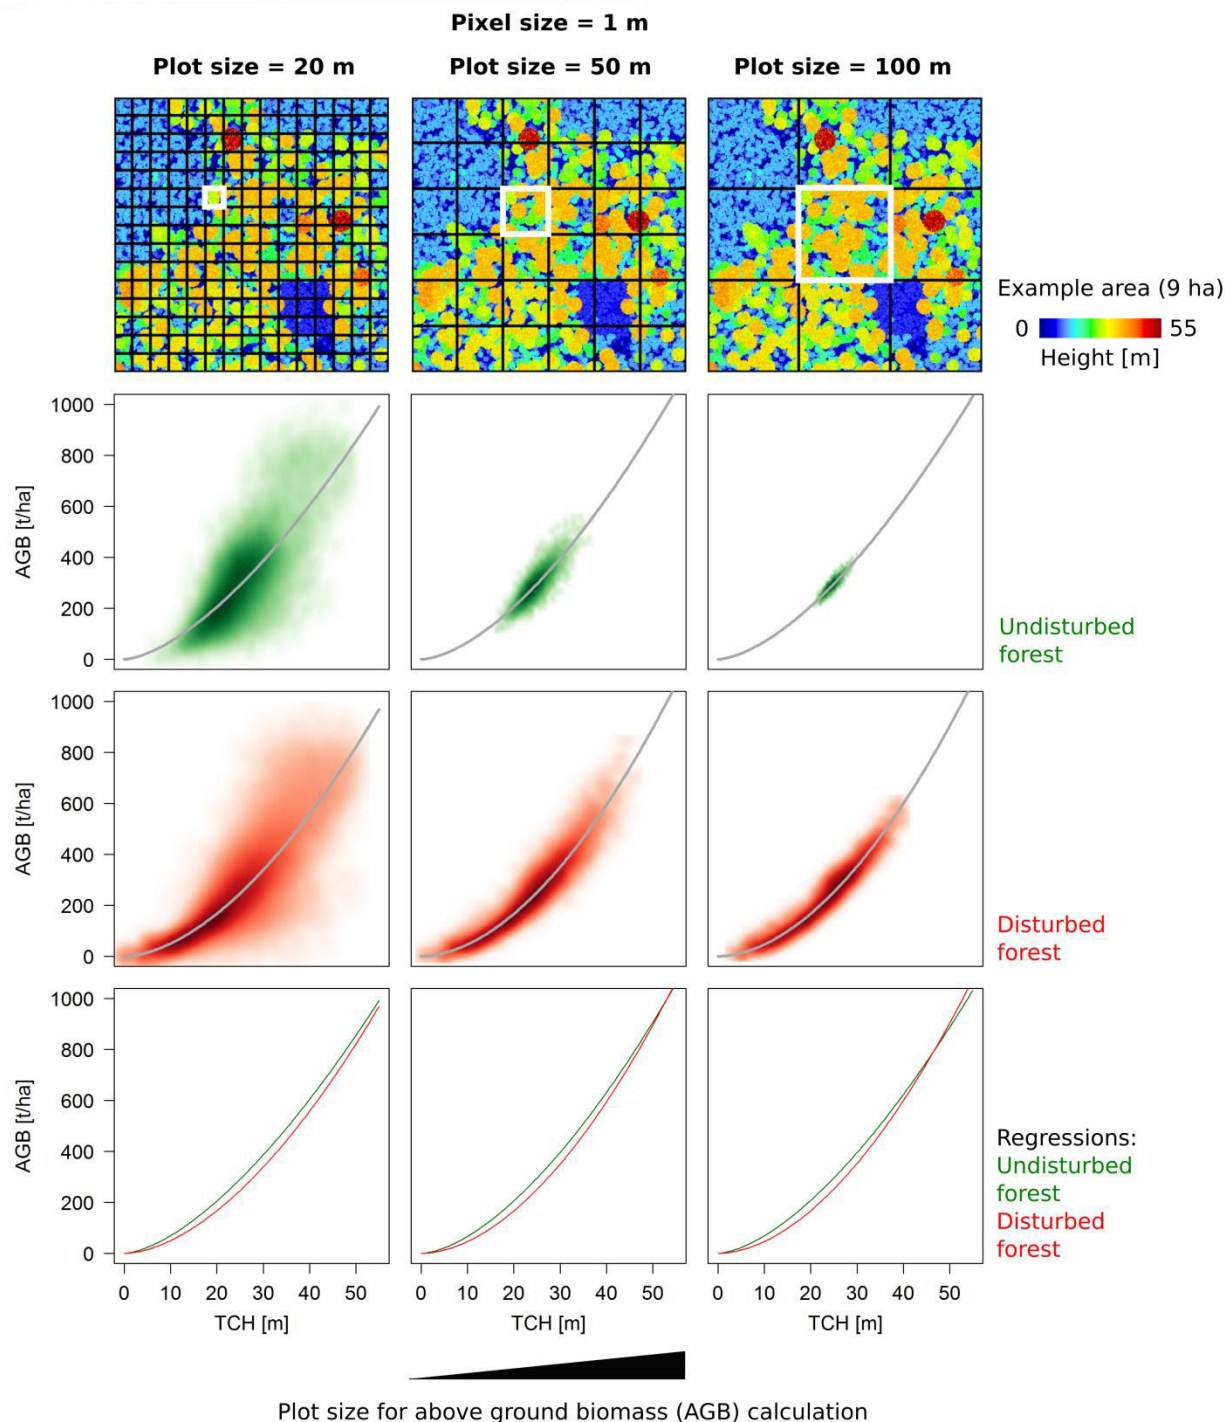 Pixel size = 1 m
Plot size = 20 m
Plot size = 50 m
Plot size = 100 m
Example area (9 ha)
0
55
Height [m]
1000
800
600
400
200
0
AGB [t/ha]
Undisturbed
forest
1000
800
600
400
200
0
AGB [t/ha]
Disturbed
forest
1000
800
600
400
200
0
AGB [t/ha]
Regressions:
Undisturbed
forest
Disturbed
forest
0 10 20 30 40 50
0 10 20 30 40 50
0 10 20 30 40 50
TCH [m]
TCH [m]
TCH [m]
Plot size for above ground biomass (AGB) calculation